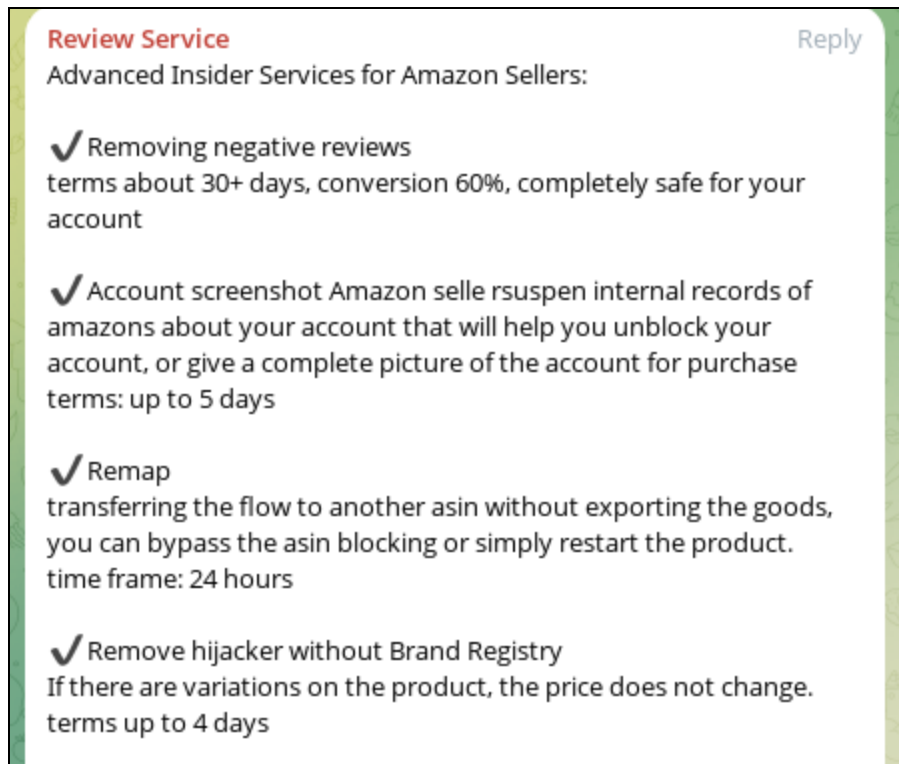 Review Service Reply
Advanced Insider Services for Amazon Sellers:
✔Removing negative reviews
terms about 30+ days, conversion 60%, completely safe for your
account
✔Account screenshot Amazon selle rsuspen internal records of
amazons about your account that will help you unblock your
account, or give a complete picture of the account for purchase
terms: up to 5 days
✔Remap
transferring the flow to another asin without exporting the goods,
you can bypass the asin blocking or simply restart the product.
time frame: 24 hours
✔Remove hijacker without Brand Registry
If there are variations on the product, the price does not change.
terms up to 4 days